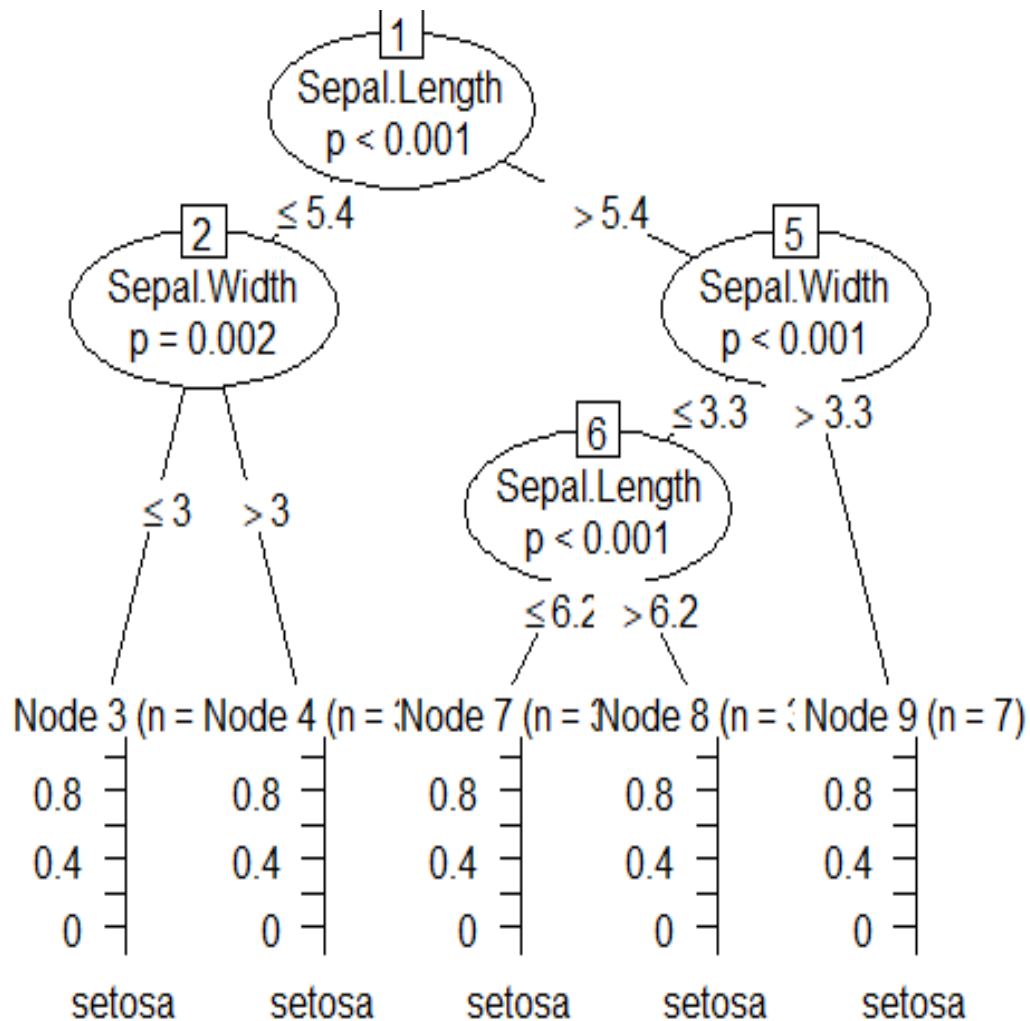 1
Sepal.Length
p < 0.001
≤ 5.4
> 5.4
2
Sepal.Width
p = 0.002
5
Sepal.Width
p < 0.001
≤ 3
> 3
≤ 3.3
> 3.3
6
Sepal.Length
p < 0.001
≤ 6.2
> 6.2
Node 3 (n =
Node 4 (n =
Node 7 (n =
Node 8 (n =
Node 9 (n = 7)
0.8
0.4
0
0.8
0.4
0
0.8
0.4
0
0.8
0.4
0
0.8
0.4
0
setosa
setosa
setosa
setosa
setosa